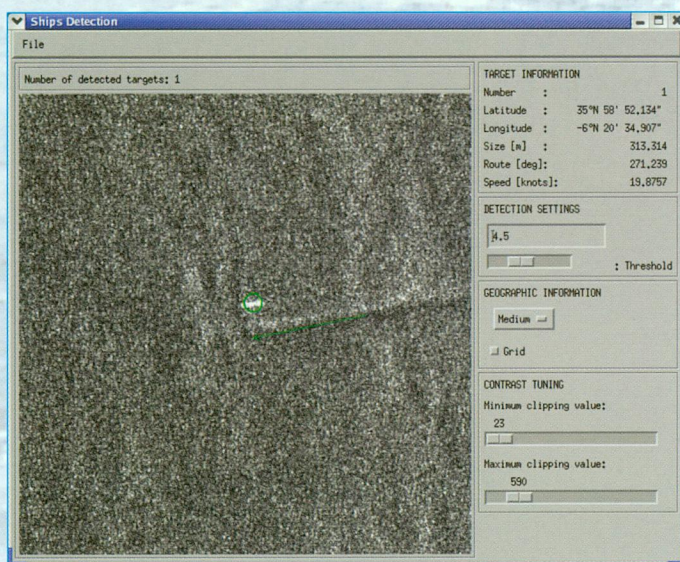 Ships Detection
File
Number of detected targets: 1
TARGET INFORMATION
Number : 1
Latitude : 35°N 58' 52.134"
Longitude : -6°N 20' 34.907"
Size [m] : 313.314
Route [deg]: 271.239
Speed [knots]: 19.8757
DETECTION SETTINGS
4.5
: Threshold
GEOGRAPHIC INFORMATION
Medium
Grid
CONTRAST TUNING
Minimum clipping value:
23
Maximum clipping value:
590